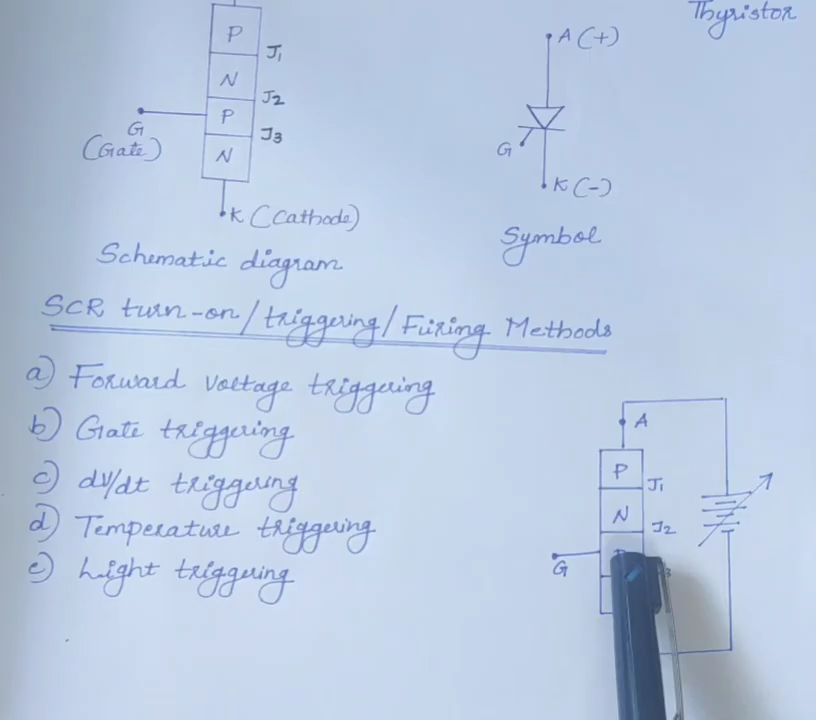 Thyristor
P
J1
N
J2
P
J3
N
G
(Gate)
K (Cathode)
Schematic diagram
A (+)
G
K (-)
Symbol
SCR turn-on/triggering/Firing Methods
a) Forward voltage triggering
b) Gate triggering
c) dv/dt triggering
d) Temperature triggering
e) Light triggering
A
P
J1
N
J2
G